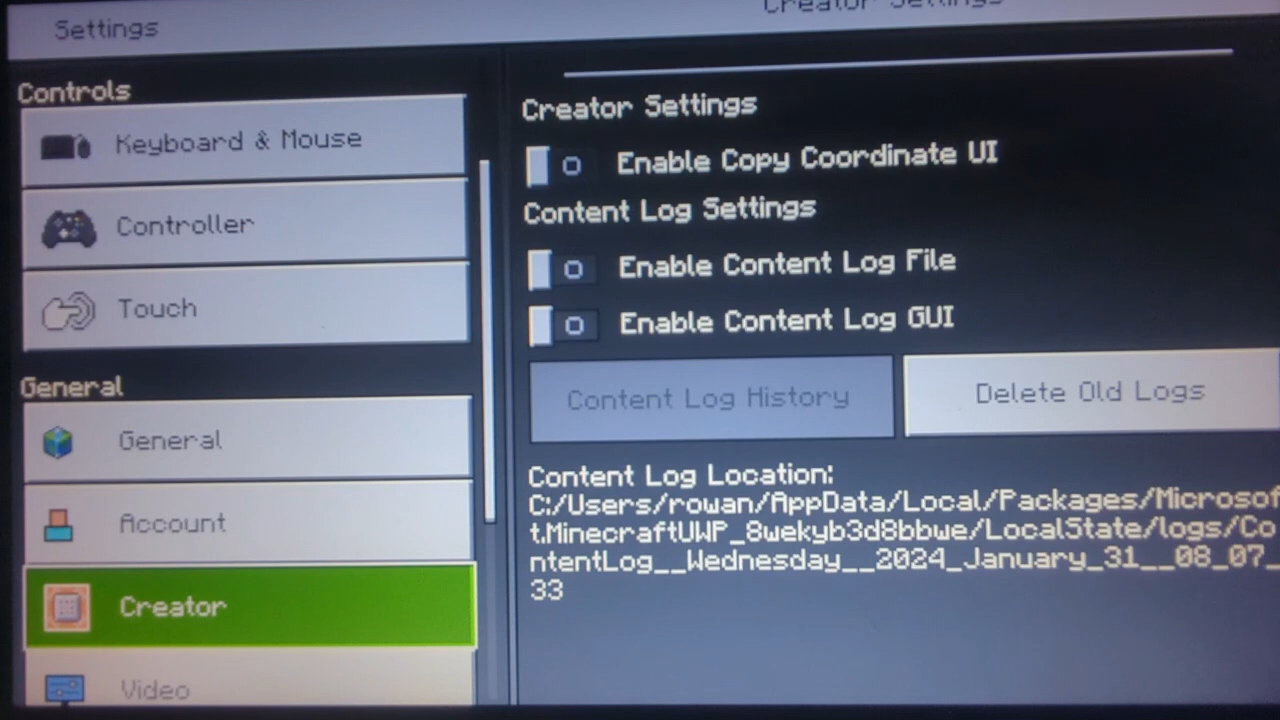 Settings
Creator Settings
Controls
Keyboard & Mouse
Controller
Touch
General
General
Account
Creator
Video
Creator Settings
Enable Copy Coordinate UI
Content Log Settings
Enable Content Log File
Enable Content Log GUI
Content Log History
Delete Old Logs
Content Log Location:
C:/Users/rowan/AppData/Local/Packages/Microsof
t.MinecraftUWP_8wekyb3d8bbwe/LocalState/logs/Co
ntentLog__Wednesday__2024_January_31__08_07_
33